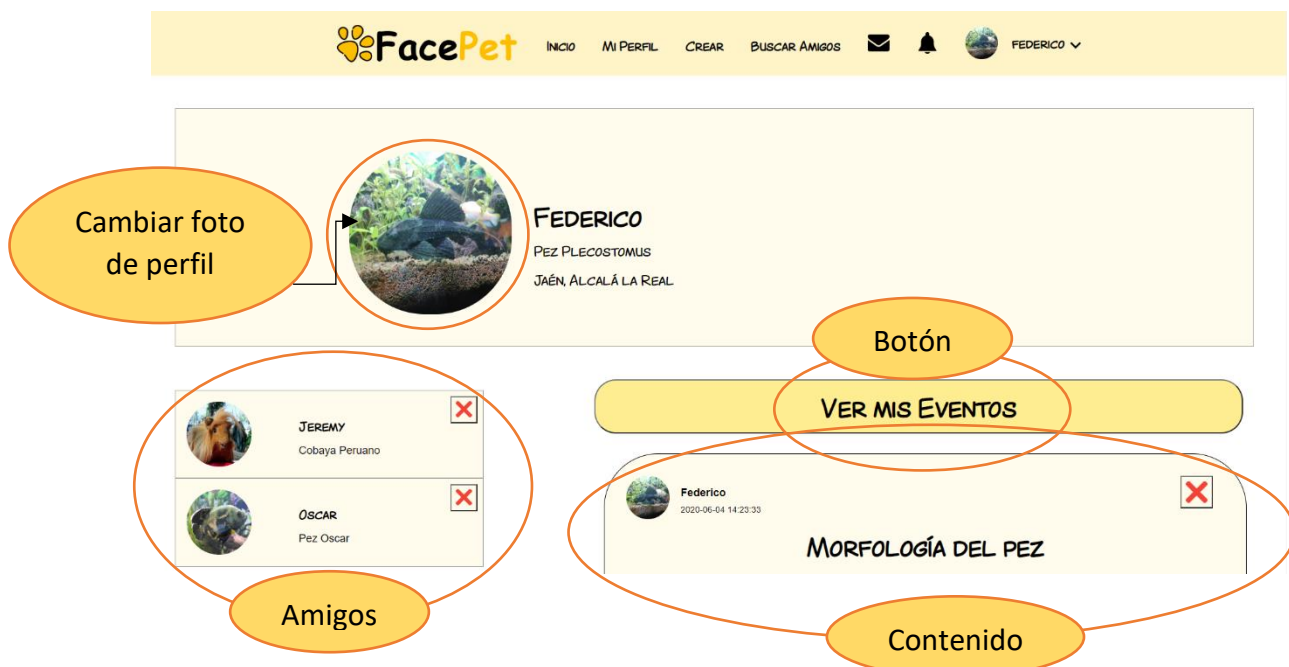 FacePet
INICIO MI PERFIL CREAR BUSCAR AMIGOS FEDERICO
Cambiar foto
de perfil
FEDERICO
PEZ PLECOSTOMUS
JAÉN, ALCALÁ LA REAL
Botón
VER MIS EVENTOS
JEREMY
Cobaya Peruano
OSCAR
Pez Oscar
Amigos
Federico
2020-06-04 14:23:33
MORFOLOGÍA DEL PEZ
Contenido